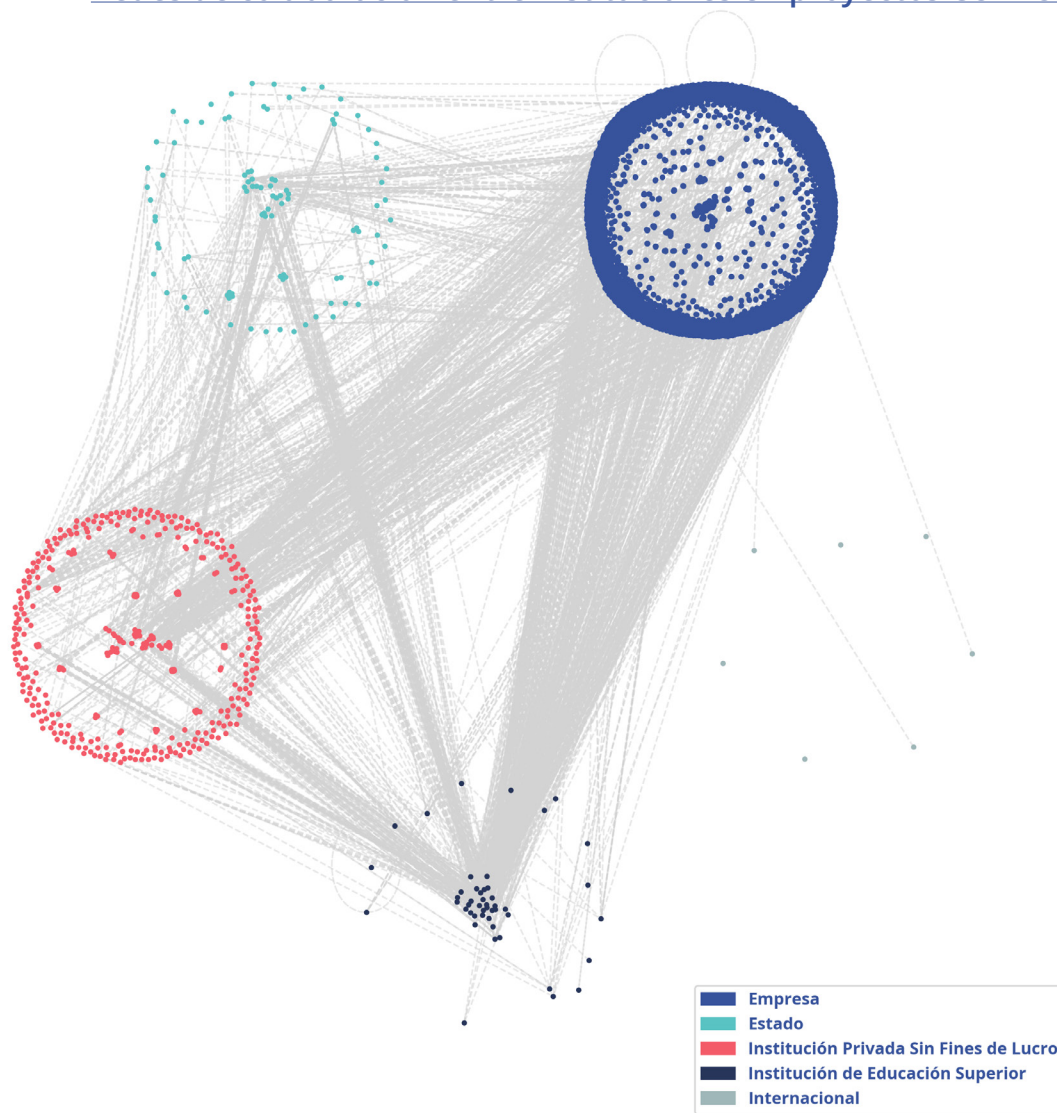 Empresa
Estado
Institución Privada Sin Fines de Lucro
Institución de Educación Superior
Internacional